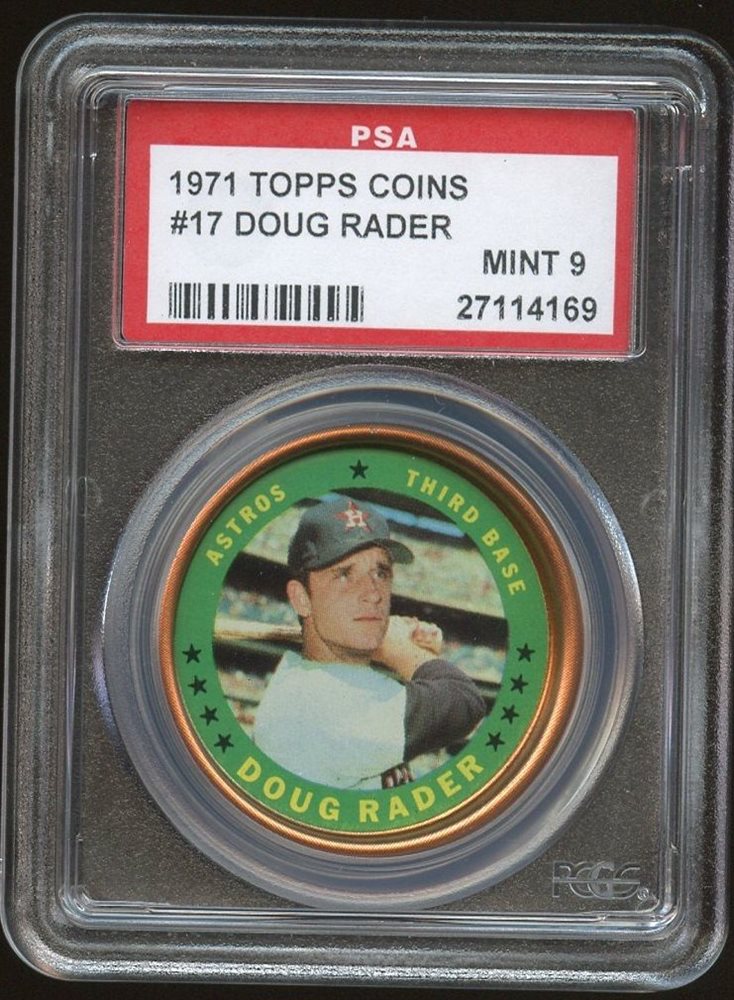 PSA
1971 TOPPS COINS
#17 DOUG RADER
MINT 9
27114169
ASTROS
THIRD BASE
H
DOUG RADER
PCGS